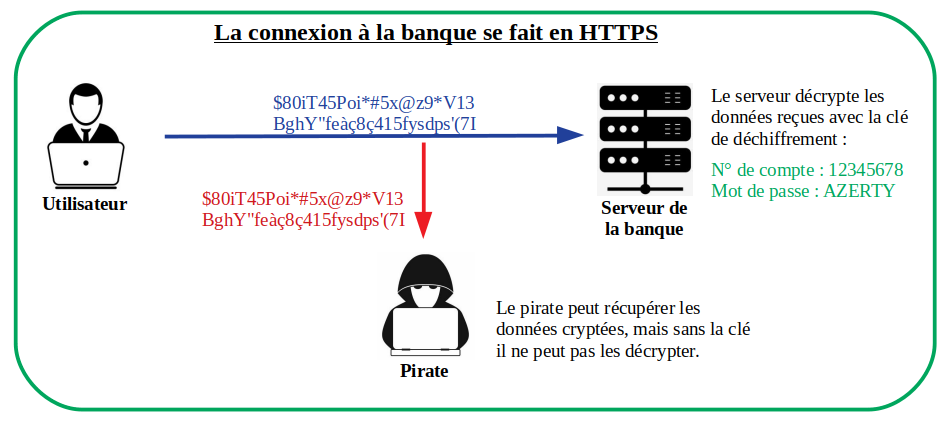 La connexion à la banque se fait en HTTPS
$80iT45Poi*#5x@z9*V13
BghY"feàç8ç415fysdps'(7I
Le serveur décrypte les
données reçues avec la clé
de déchiffrement :
N° de compte : 12345678
Mot de passe : AZERTY
Utilisateur
$80iT45Poi*#5x@z9*V13
BghY"feàç8ç415fysdps'(7I
Serveur de
la banque
Le pirate peut récupérer les
données cryptées, mais sans la clé
il ne peut pas les décrypter.
Pirate